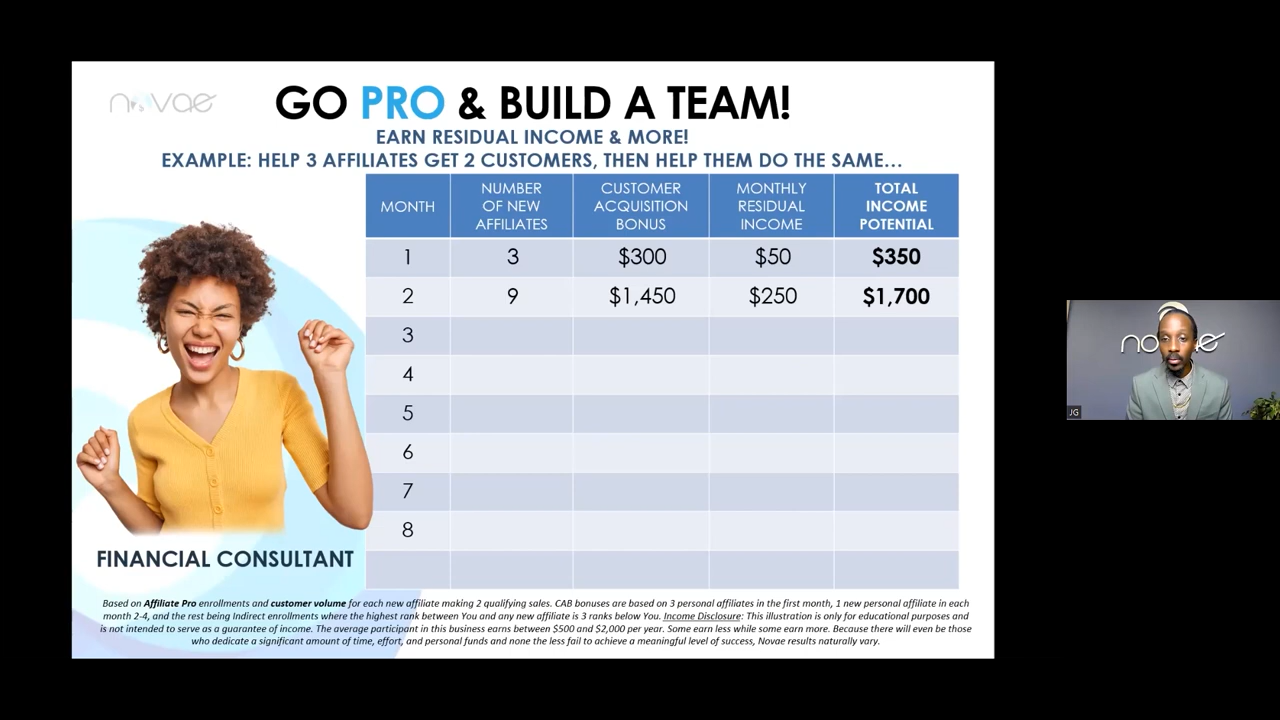 novae
GO PRO & BUILD A TEAM!
EARN RESIDUAL INCOME & MORE!
EXAMPLE: HELP 3 AFFILIATES GET 2 CUSTOMERS, THEN HELP THEM DO THE SAME…
MONTH NUMBER OF NEW AFFILIATES CUSTOMER ACQUISITION BONUS MONTHLY RESIDUAL INCOME TOTAL INCOME POTENTIAL
1 3 $300 $50 $350
2 9 $1,450 $250 $1,700
3
4
5
6
7
8
FINANCIAL CONSULTANT
Based on Affiliate Pro enrollments and customer volume for each new affiliate making 2 qualifying sales. CAB bonuses are based on 3 personal affiliates in the first month, 1 new personal affiliate in each
month 2-4, and the rest being Indirect enrollments where the highest rank between You and any new affiliate is 3 ranks below You. Income Disclosure: This illustration is only for educational purposes and
is not intended to serve as a guarantee of income. The average participant in this business earns between $500 and $2,000 per year. Some earn less while some earn more. Because there will even be those
who dedicate a significant amount of time, effort, and personal funds and none the less fail to achieve a meaningful level of success, Novae results naturally vary.
novae
JG